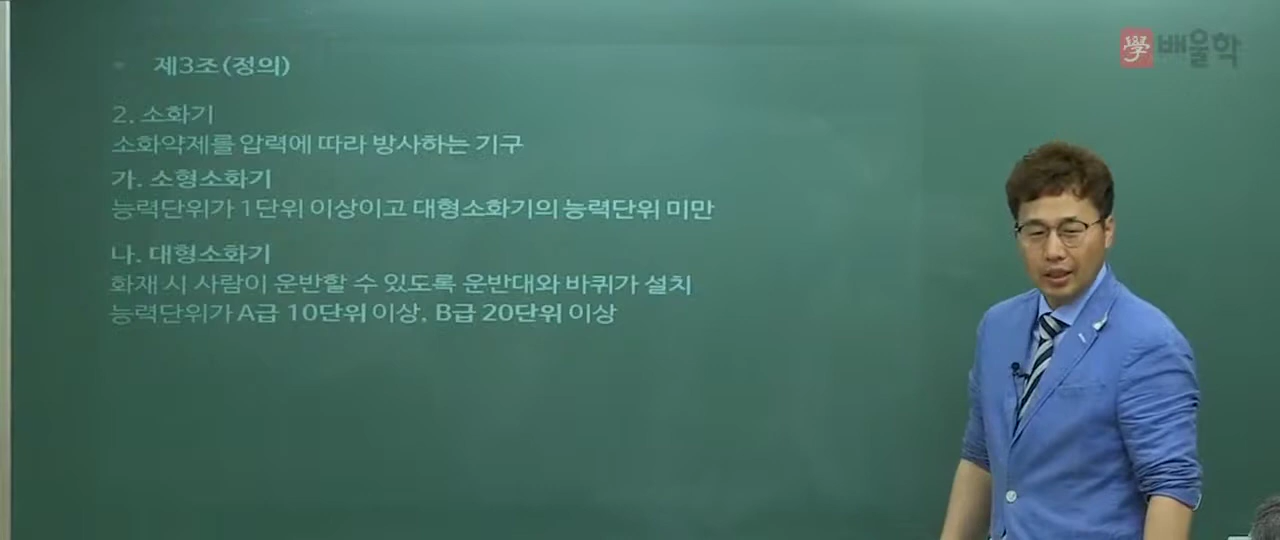 學 배울학
제3조(정의)
2. 소화기
소화약제를 압력에 따라 방사하는 기구
가. 소형소화기
능력단위가 1단위 이상이고 대형소화기의 능력단위 미만
나. 대형소화기
화재 시 사람이 운반할 수 있도록 운반대와 바퀴가 설치
능력단위가 A급 10단위 이상, B급 20단위 이상